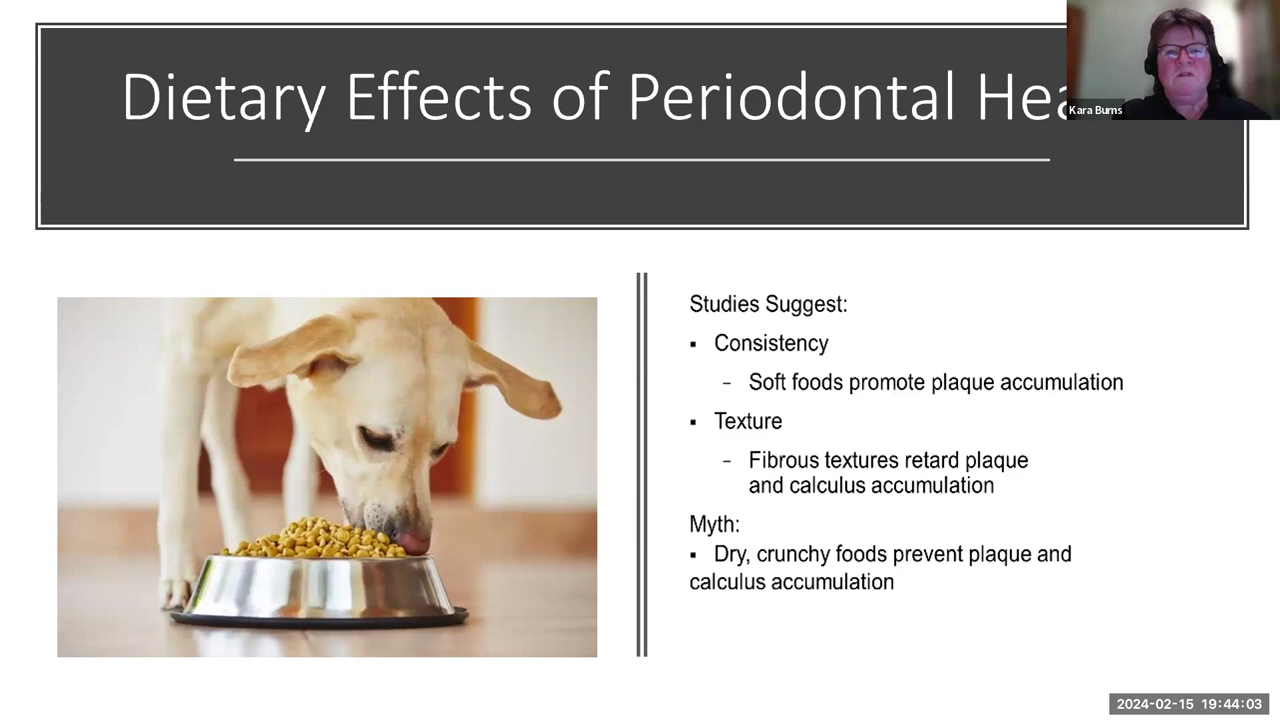 Dietary Effects of Periodontal
Kara Burns
Studies Suggest:
▪ Consistency
– Soft foods promote plaque accumulation
▪ Texture
– Fibrous textures retard plaque
and calculus accumulation
Myth:
▪ Dry, crunchy foods prevent plaque and
calculus accumulation
2024-02-15 19:44:03